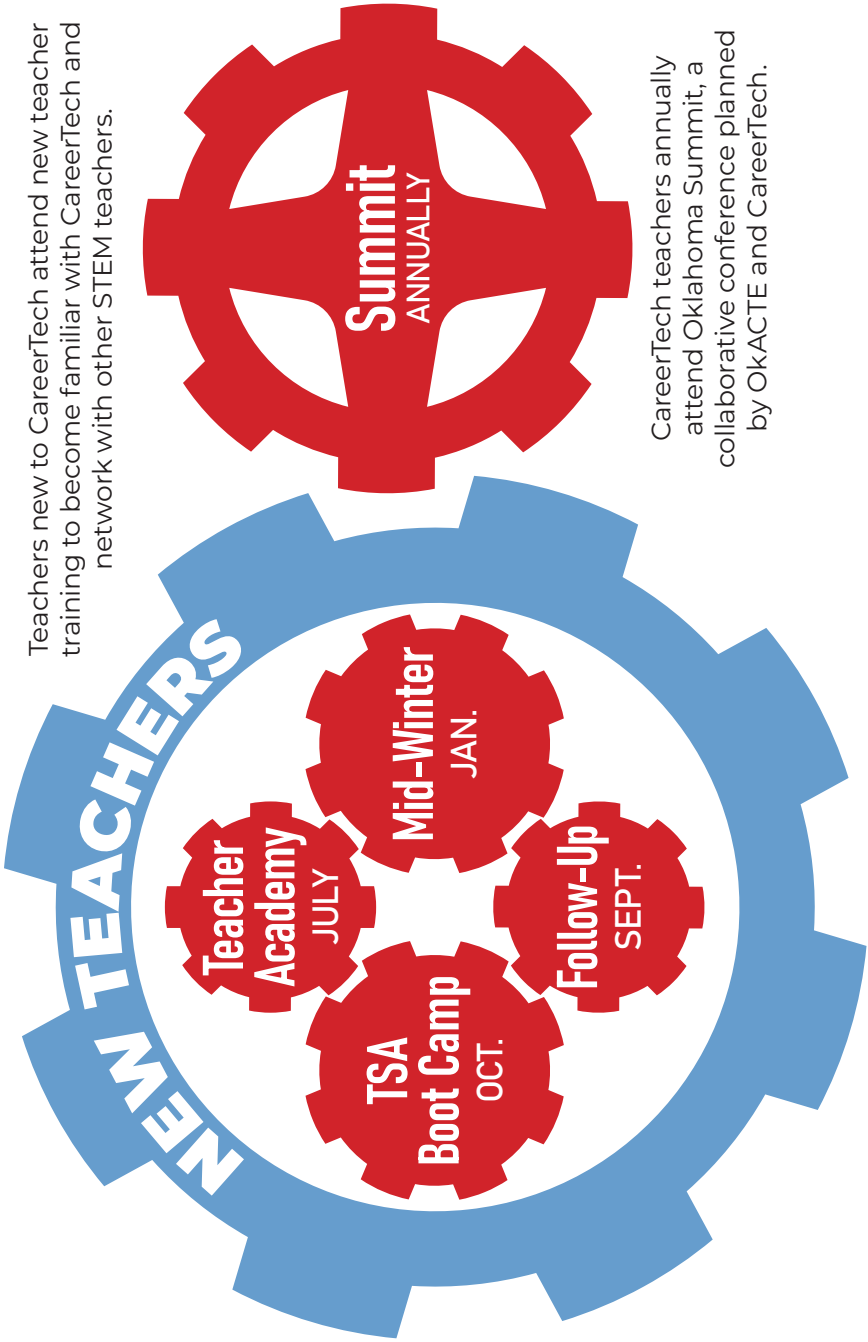 NEW TEACHERS
Teacher
Academy
JULY
TSA
Boot Camp
OCT.
Mid-Winter
JAN.
Follow-Up
SEPT.
Teachers new to CareerTech attend new teacher
training to become familiar with CareerTech and
network with other STEM teachers.
Summit
ANNUALLY
CareerTech teachers annually
attend Oklahoma Summit, a
collaborative conference planned
by OkACTE and CareerTech.